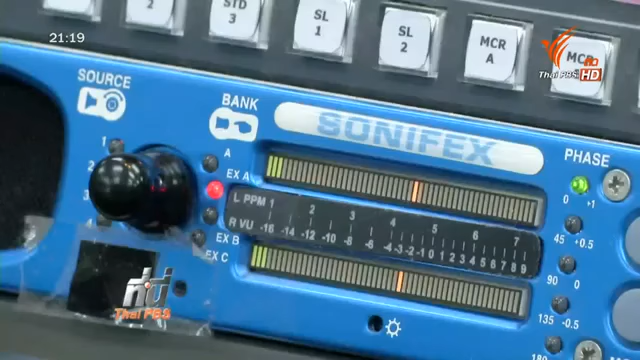 21:19
2
STD 3
SL 1
SL 2
MCR A
MCR
Thai PBS HD
SOURCE
BANK
SONIFEX
PHASE
1
2
3
4
A
EX A
EX B
EX C
L PPM 1 2 3 4 5 6 7
R VU -16 -14 -12 -10 -8 -6 -4 -3 -2 -1 0 1 2 3 4 5 6 7 8 9
0 +1
45 +0.5
90 0
135 -0.5
180
Thai PBS